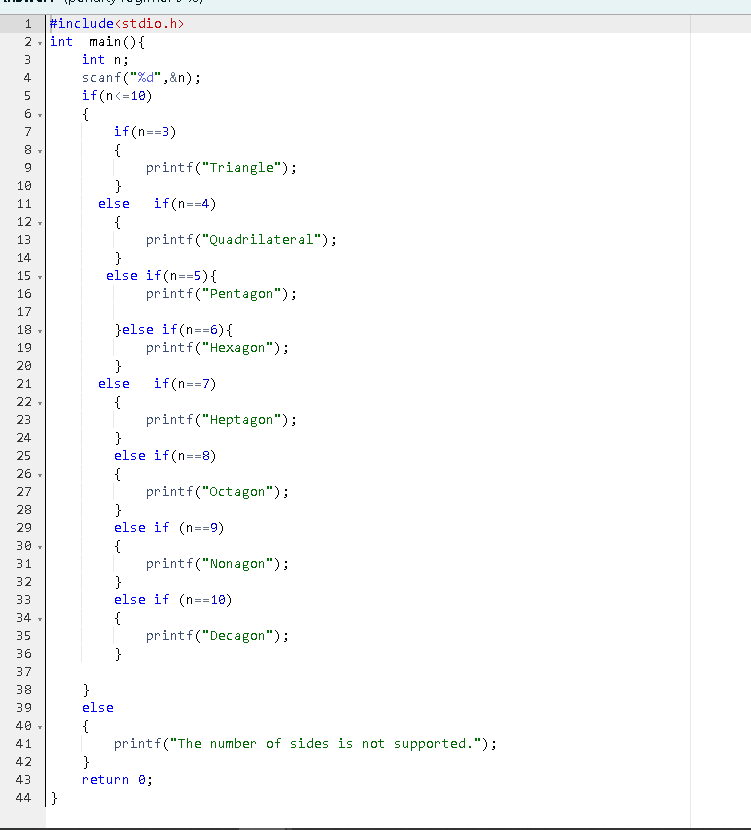 1 #include<stdio.h>
2 int  main(){
3     int n;
4     scanf("%d",&n);
5     if(n<=10)
6     {
7         if(n==3)
8         {
9             printf("Triangle");
10         }
11       else   if(n==4)
12         {
13             printf("Quadrilateral");
14         }
15        else if(n==5){
16             printf("Pentagon");
17
18         }else if(n==6){
19             printf("Hexagon");
20         }
21       else   if(n==7)
22         {
23             printf("Heptagon");
24         }
25         else if(n==8)
26         {
27             printf("Octagon");
28         }
29         else if (n==9)
30         {
31             printf("Nonagon");
32         }
33         else if (n==10)
34         {
35             printf("Decagon");
36         }
37
38     }
39     else
40     {
41         printf("The number of sides is not supported.");
42     }
43     return 0;
44 }